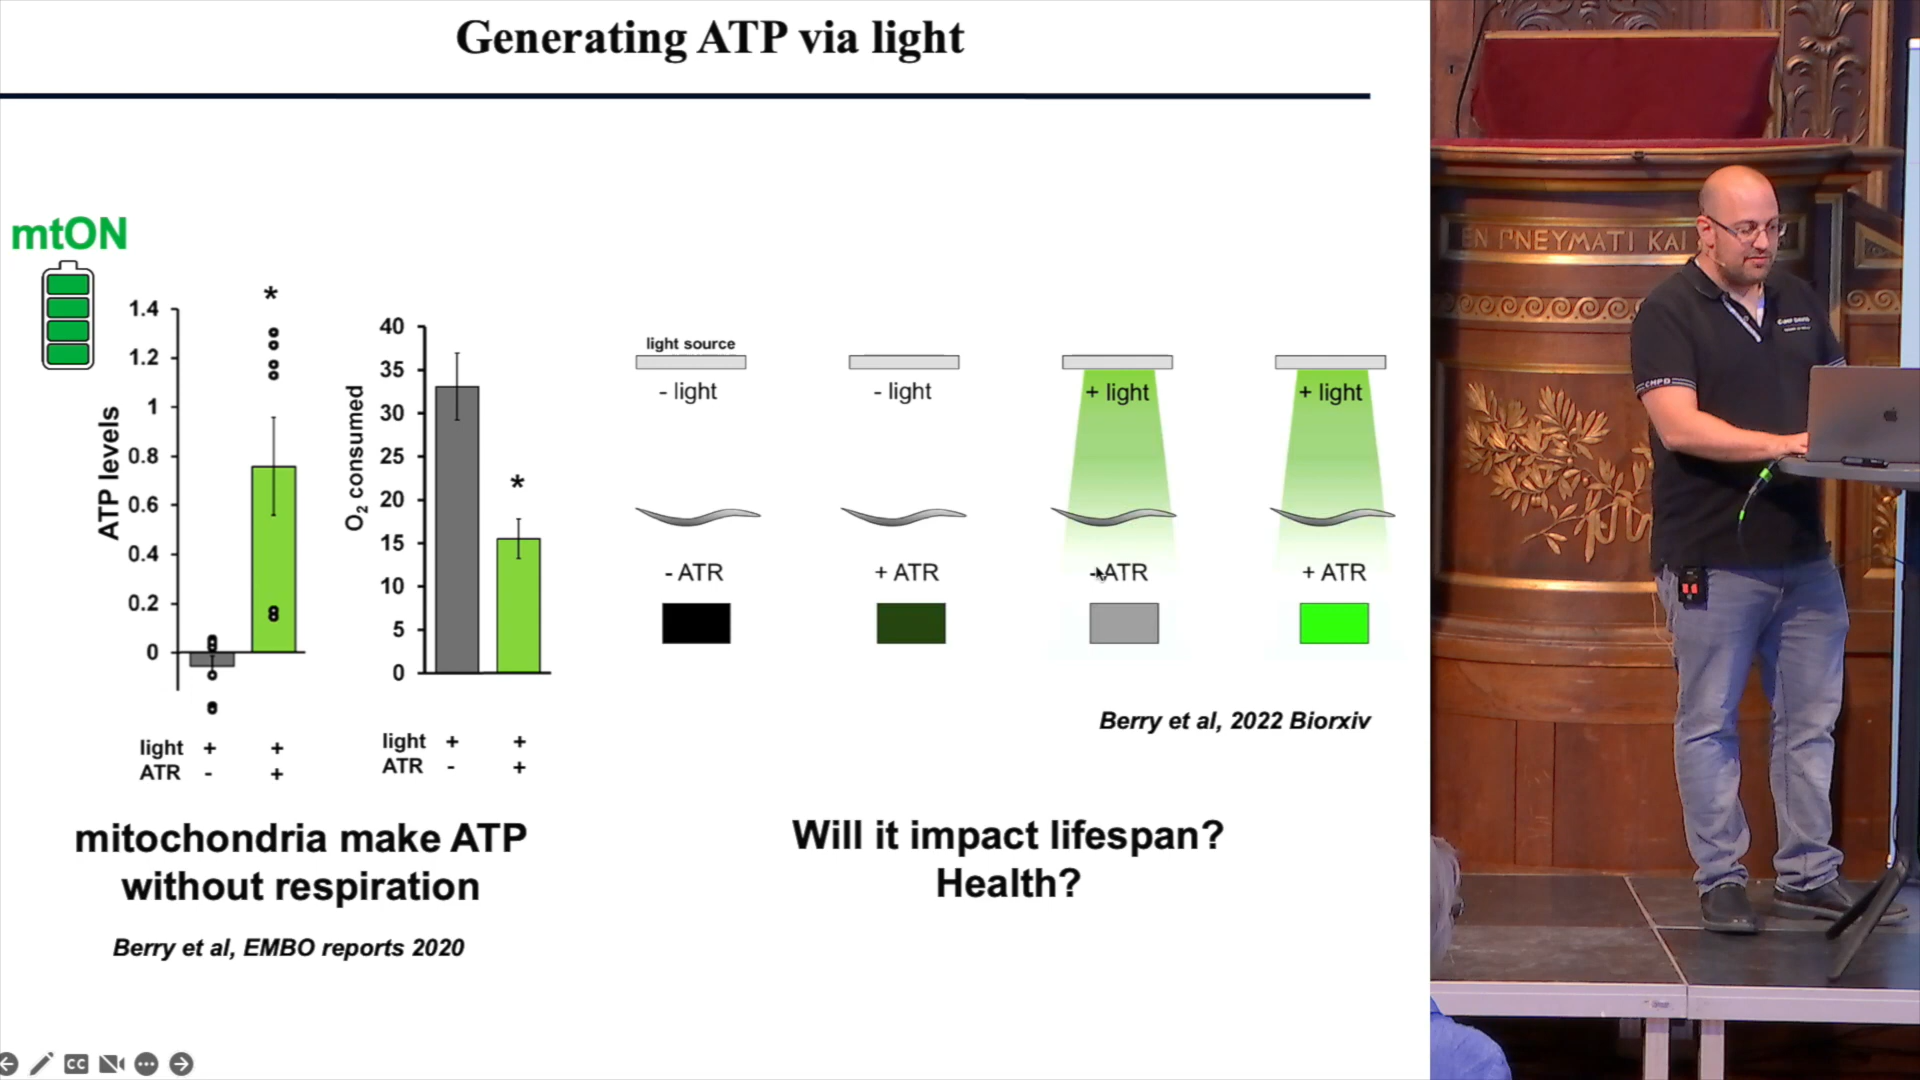 Generating ATP via light
mtON
*
1.4
1.2
1
0.8
0.6
0.4
0.2
0
ATP levels
light + +
ATR - +
40
35
30
25
20
15
10
5
0
O₂ consumed
*
light + +
ATR - +
mitochondria make ATP
without respiration
Berry et al, EMBO reports 2020
light source
- light - light + light + light
- ATR + ATR - ATR + ATR
Berry et al, 2022 Biorxiv
Will it impact lifespan?
Health?
CC
EN ΠNEYMATI KAI
CMPD